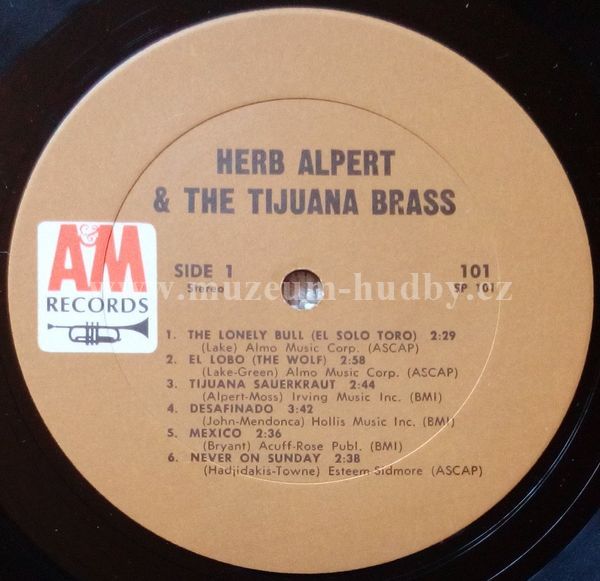 HERB ALPERT
& THE TIJUANA BRASS
A&M
RECORDS
SIDE 1
Stereo
101
SP 101
www.muzeum-hudby.cz
1. THE LONELY BULL (EL SOLO TORO) 2:29
(Lake) Almo Music Corp. (ASCAP)
2. EL LOBO (THE WOLF) 2:58
(Lake-Green) Almo Music Corp. (ASCAP)
3. TIJUANA SAUERKRAUT 2:44
(Alpert-Moss) Irving Music Inc. (BMI)
4. DESAFINADO 3:42
(John-Mendonca) Hollis Music Inc. (BMI)
5. MEXICO 2:36
(Bryant) Acuff-Rose Publ. (BMI)
6. NEVER ON SUNDAY 2:38
(Hadjidakis-Towne) Esteem-Sidmore (ASCAP)